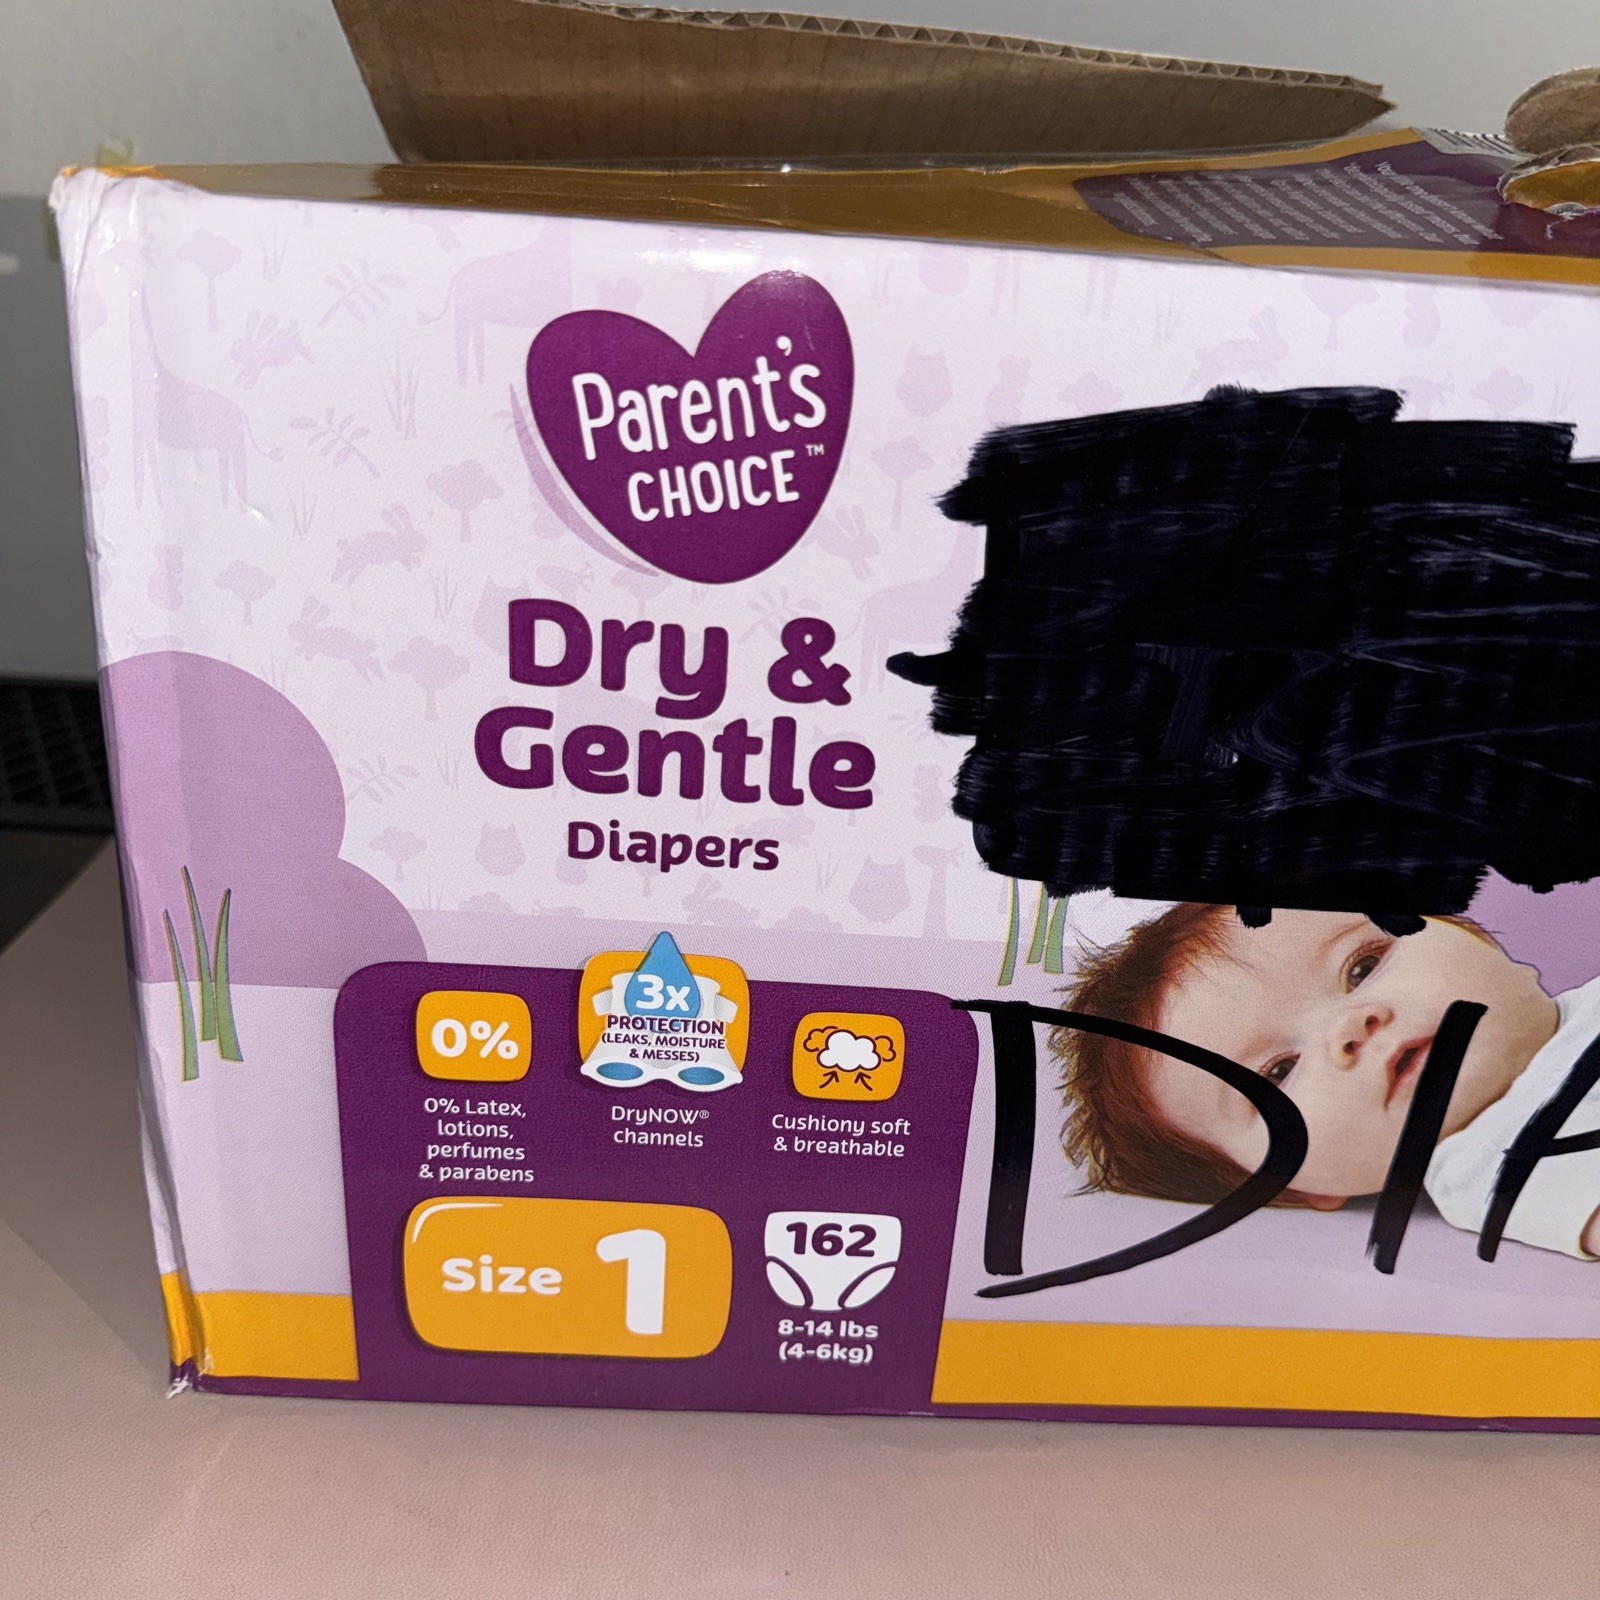 Parent's
CHOICE™
Dry &
Gentle
Diapers
0%
0% Latex,
lotions,
perfumes
& parabens
3x
PROTECTION
(LEAKS, MOISTURE
& MESSES)
DryNOW®
channels
Cushiony soft
& breathable
Size 1
162
8-14 lbs
(4-6kg)
DIA